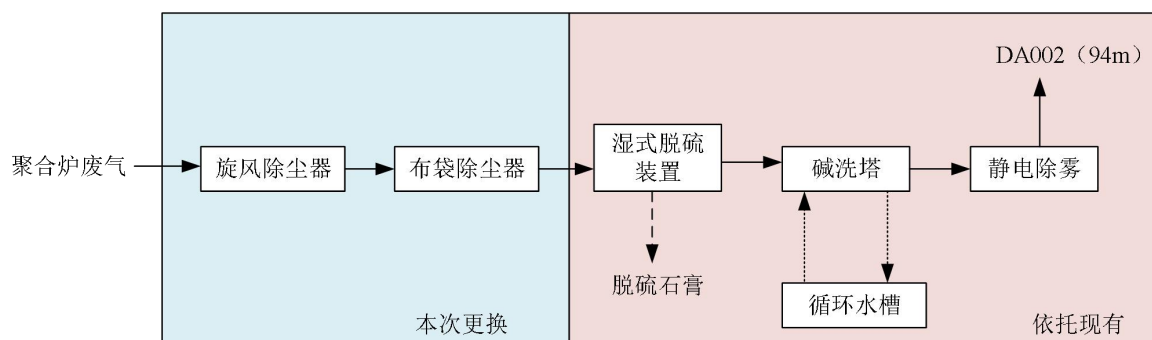 DA002（94m）
聚合炉废气
旋风除尘器
布袋除尘器
湿式脱硫
装置
碱洗塔
静电除雾
脱硫石膏
循环水槽
本次更换
依托现有